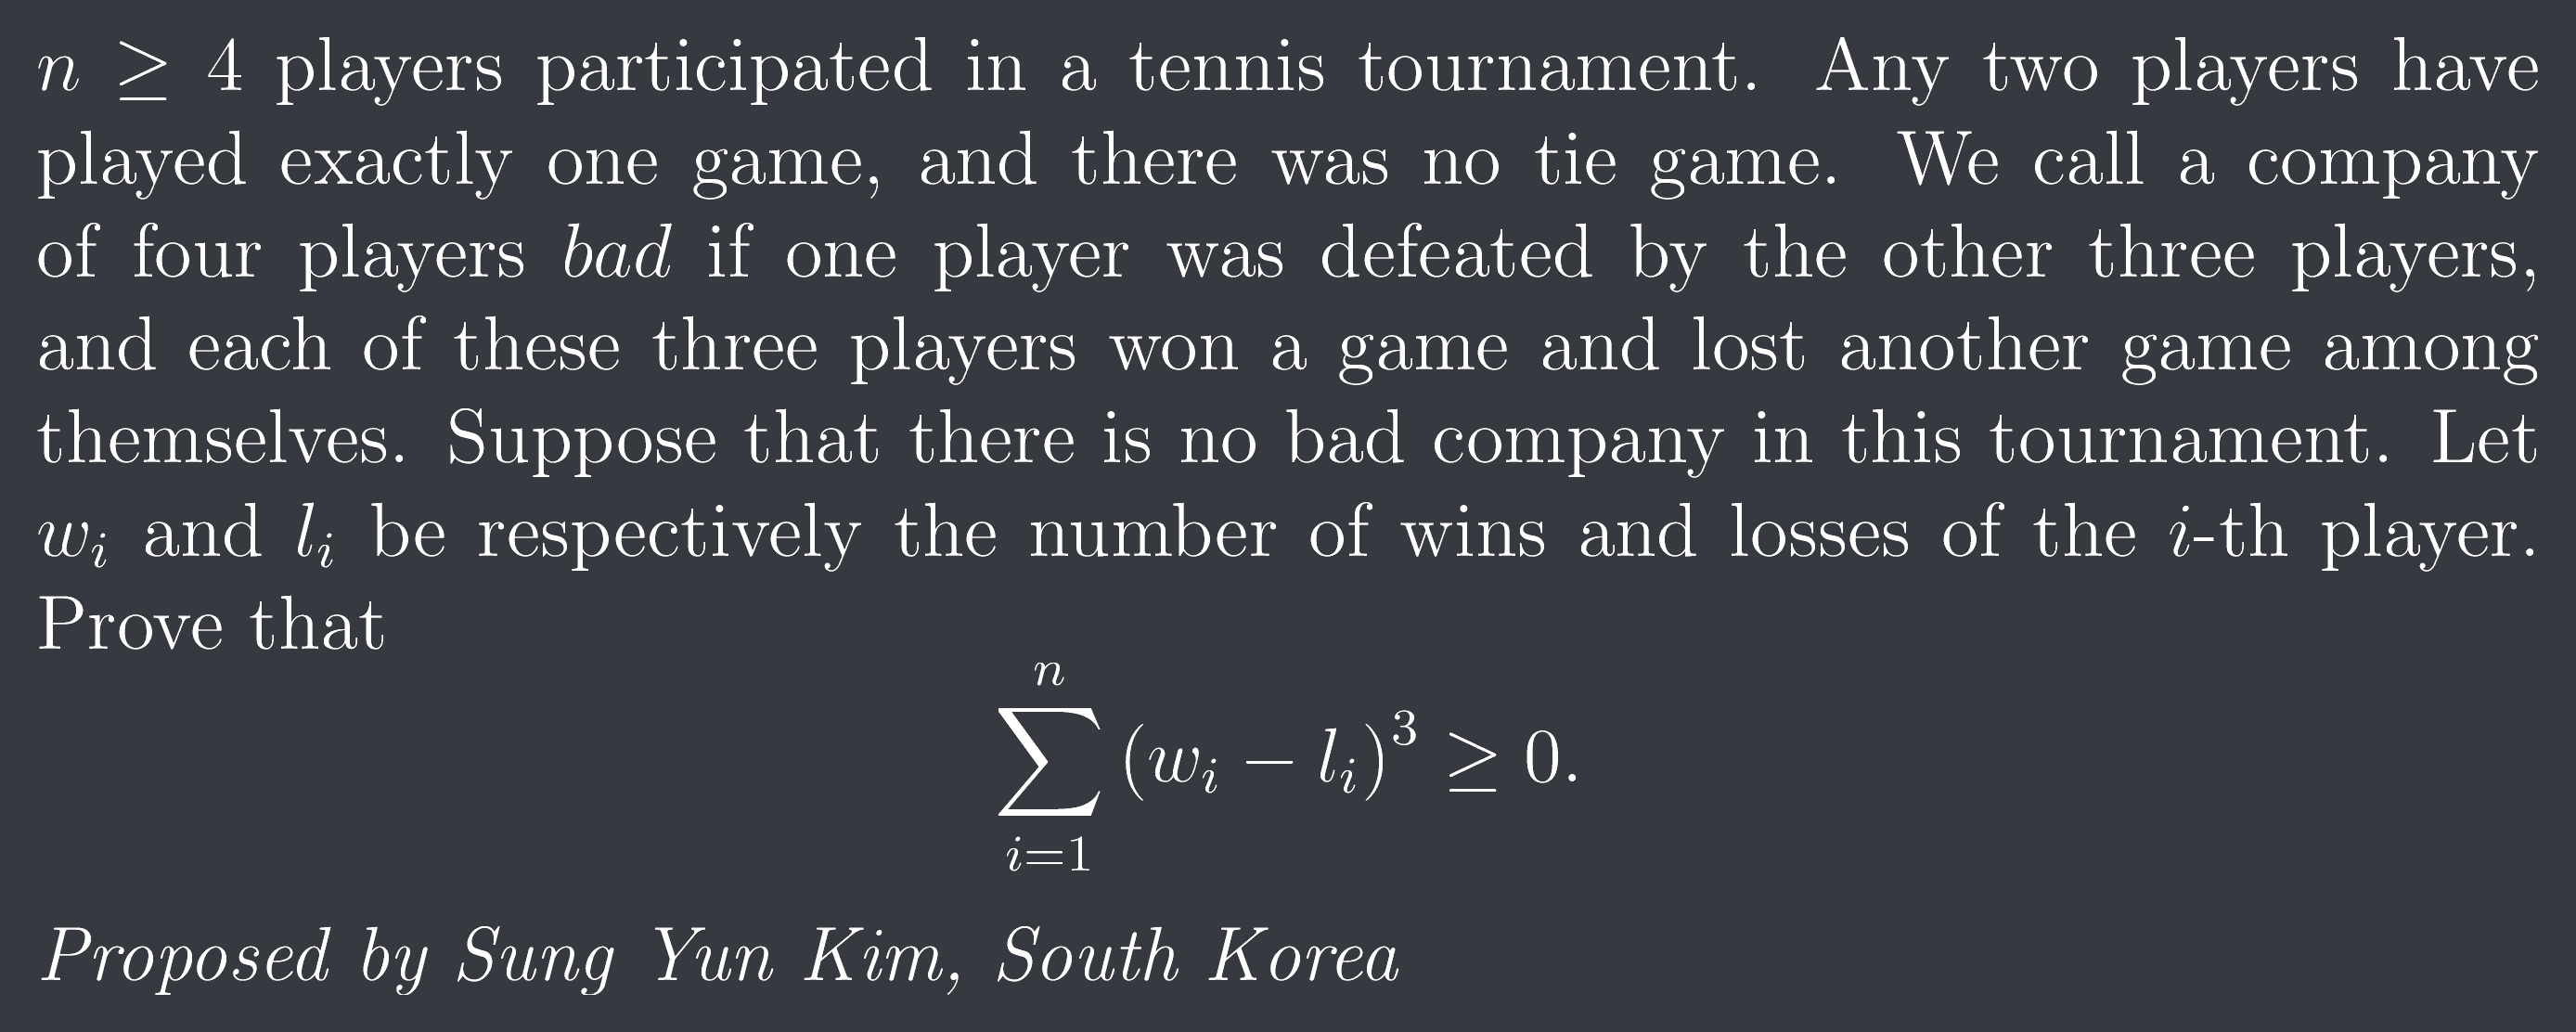 n ≥ 4 players participated in a tennis tournament. Any two players have
played exactly one game, and there was no tie game. We call a company
of four players bad if one player was defeated by the other three players,
and each of these three players won a game and lost another game among
themselves. Suppose that there is no bad company in this tournament. Let
w_i and l_i be respectively the number of wins and losses of the i-th player.
Prove that
\sum_{i=1}^{n} (w_i - l_i)^3 ≥ 0.
Proposed by Sung Yun Kim, South Korea